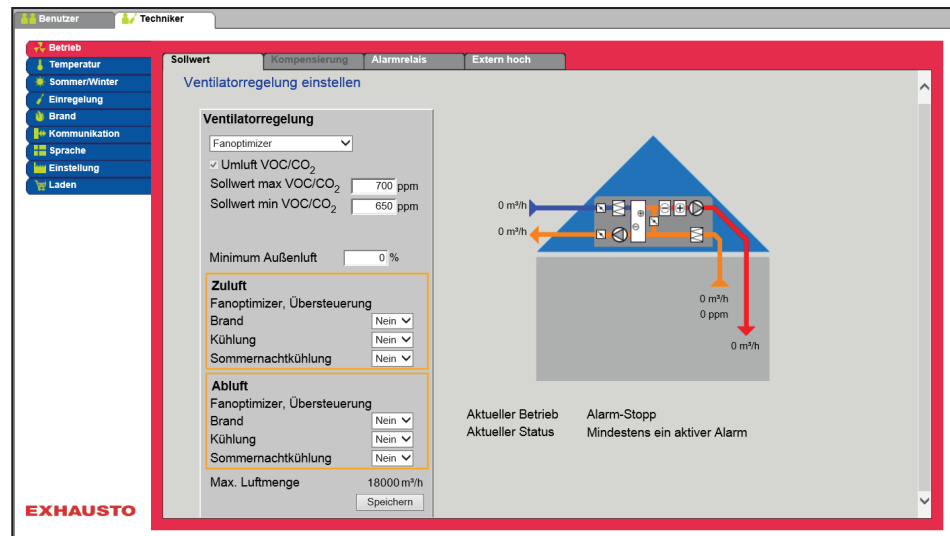 Benutzer
Techniker
Betrieb
Temperatur
Sommer/Winter
Einregelung
Brand
Kommunikation
Sprache
Einstellung
Laden
Sollwert
Kompensierung
Alarmrelais
Extern hoch
Ventilatorregelung einstellen
Ventilatorregelung
Fanoptimizer
Umluft VOC/CO2
Sollwert max VOC/CO2 700 ppm
Sollwert min VOC/CO2 650 ppm
Minimum Außenluft 0 %
Zuluft
Fanoptimizer, Übersteuerung
Brand Nein
Kühlung Nein
Sommernachtkühlung Nein
Abluft
Fanoptimizer, Übersteuerung
Brand Nein
Kühlung Nein
Sommernachtkühlung Nein
Max. Luftmenge 18000 m³/h
Speichern
0 m³/h
0 m³/h
0 m³/h
0 ppm
0 m³/h
Aktueller Betrieb Alarm-Stopp
Aktueller Status Mindestens ein aktiver Alarm
EXHAUSTO